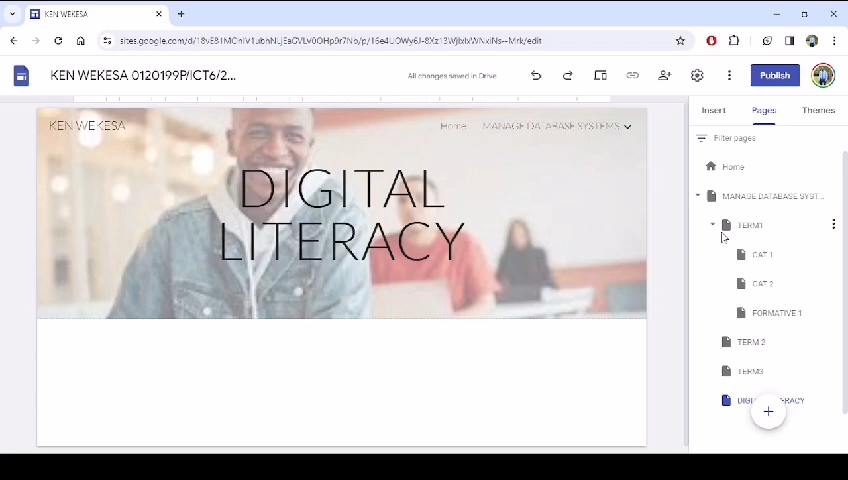 KEN WEKESA
KEN WEKESA 0120199P/ICT6/2...
All changes saved in Drive
Publish
Insert
Pages
Themes
Filter pages
Home
MANAGE DATABASE SYST...
TERM1
CAT 1
CAT 2
FORMATIVE 1
TERM 2
TERM3
KEN WEKESA
Home
MANAGE DATABASE SYSTEMS
DIGITAL
LITERACY